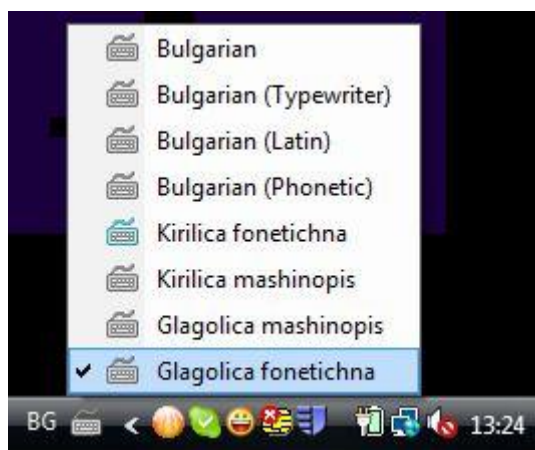 Bulgarian
Bulgarian (Typewriter)
Bulgarian (Latin)
Bulgarian (Phonetic)
Kirilica fonetichna
Kirilica mashinopis
Glagolica mashinopis
Glagolica fonetichna
BG 13:24